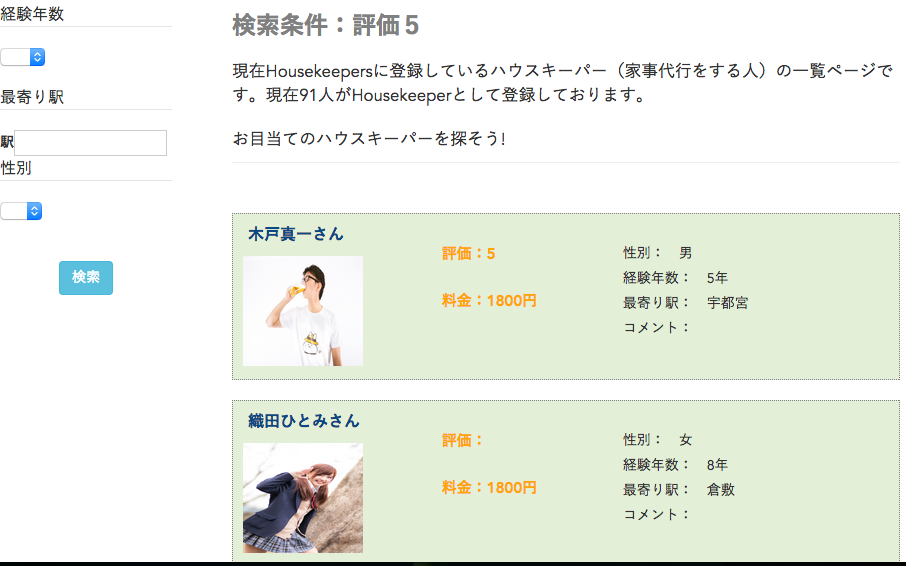 経験年数
最寄り駅
駅
性別
検索
検索条件：評価５
現在Housekeepersに登録しているハウスキーパー（家事代行をする人）の一覧ページで
す。現在91人がHousekeeperとして登録しております。
お目当てのハウスキーパーを探そう!
木戸真一さん
評価：5
料金：1800円
性別： 男
経験年数： 5年
最寄り駅： 宇都宮
コメント：
織田ひとみさん
評価：
料金：1800円
性別： 女
経験年数： 8年
最寄り駅： 倉敷
コメント：